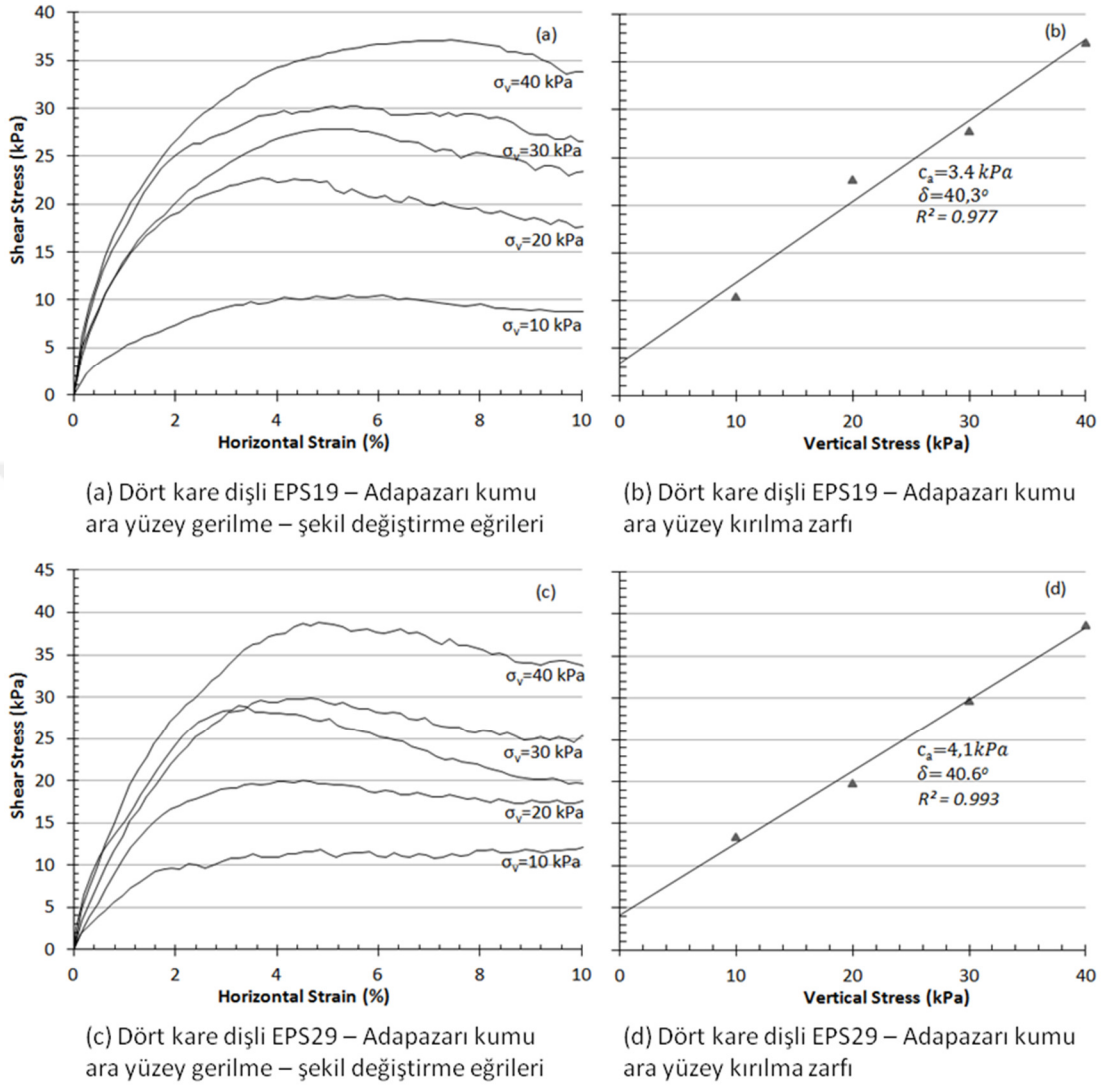 40
35
30
25
20
15
10
5
0
Shear Stress (kPa)
(a)
σv=40 kPa
σv=30 kPa
σv=20 kPa
σv=10 kPa
0 2 4 6 8 10
Horizontal Strain (%)
(b)
ca=3.4 kPa
δ=40,3o
R² = 0.977
0 10 20 30 40
Vertical Stress (kPa)
(a) Dört kare dişli EPS19 – Adapazarı kumu
ara yüzey gerilme – şekil değiştirme eğrileri
(b) Dört kare dişli EPS19 – Adapazarı kumu
ara yüzey kırılma zarfı
45
40
35
30
25
20
15
10
5
0
Shear Stress (kPa)
(c)
σv=40 kPa
σv=30 kPa
σv=20 kPa
σv=10 kPa
0 2 4 6 8 10
Horizontal Strain (%)
(d)
ca=4,1kPa
δ= 40.6o
R² = 0.993
0 10 20 30 40
Vertical Stress (kPa)
(c) Dört kare dişli EPS29 – Adapazarı kumu
ara yüzey gerilme – şekil değiştirme eğrileri
(d) Dört kare dişli EPS29 – Adapazarı kumu
ara yüzey kırılma zarfı